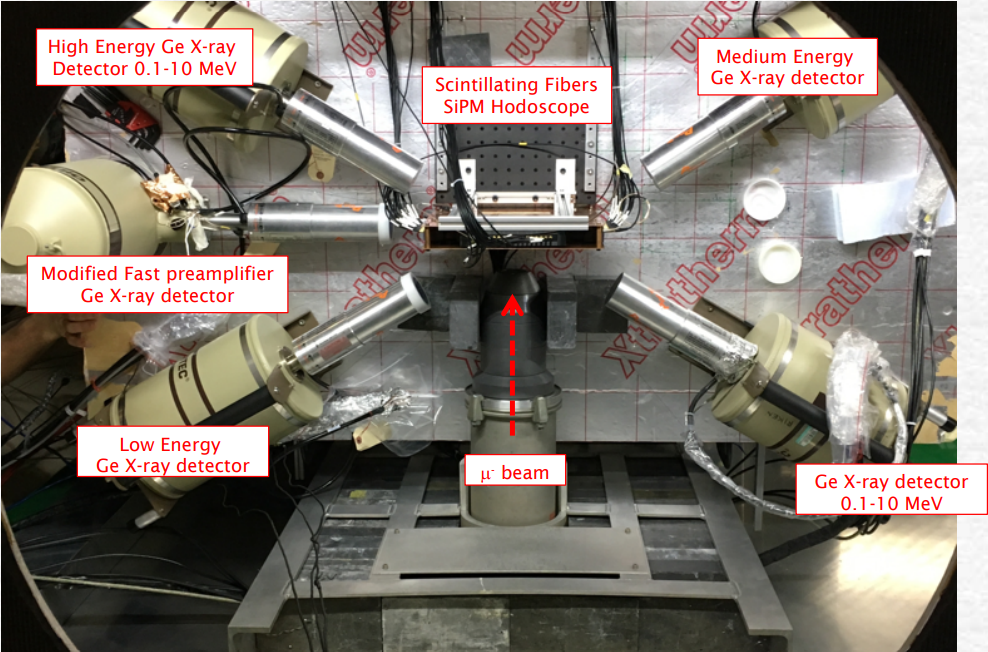 High Energy Ge X-ray
Detector 0.1-10 MeV
Scintillating Fibers
SiPM Hodoscope
Medium Energy
Ge X-ray detector
Modified Fast preamplifier
Ge X-ray detector
Low Energy
Ge X-ray detector
μ- beam
Ge X-ray detector
0.1-10 MeV
Xtratherm